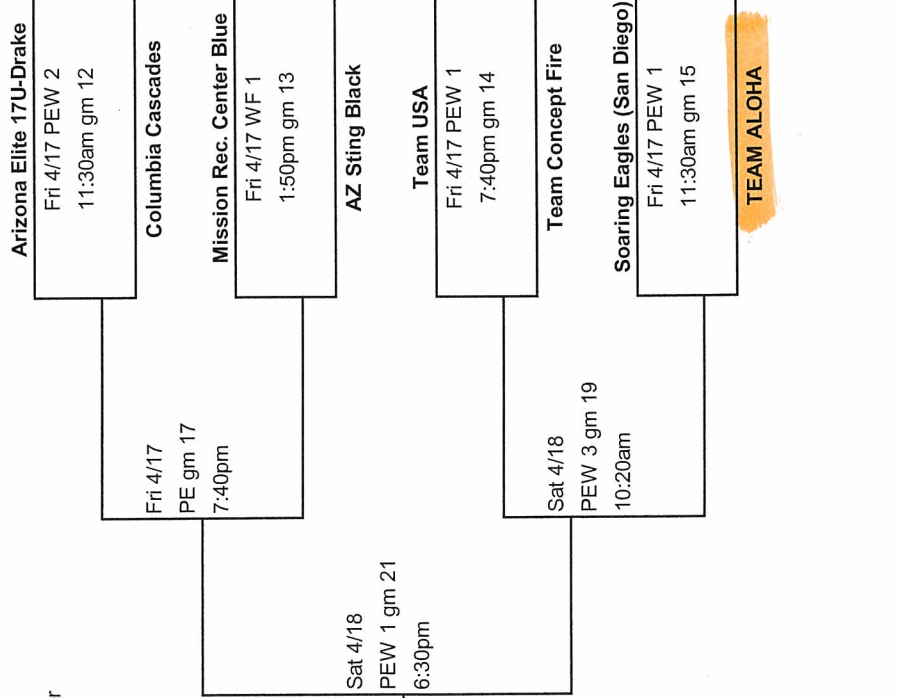 Arizona Elite 17U-Drake
Fri 4/17 PEW 2
11:30am gm 12
Columbia Cascades
Mission Rec. Center Blue
Fri 4/17 WF 1
1:50pm gm 13
AZ Sting Black
Team USA
Fri 4/17 PEW 1
7:40pm gm 14
Team Concept Fire
Soaring Eagles (San Diego)
Fri 4/17 PEW 1
11:30am gm 15
TEAM ALOHA
Fri 4/17
PE gm 17
7:40pm
Sat 4/18
PEW 3 gm 19
10:20am
Sat 4/18
PEW 1 gm 21
6:30pm
r